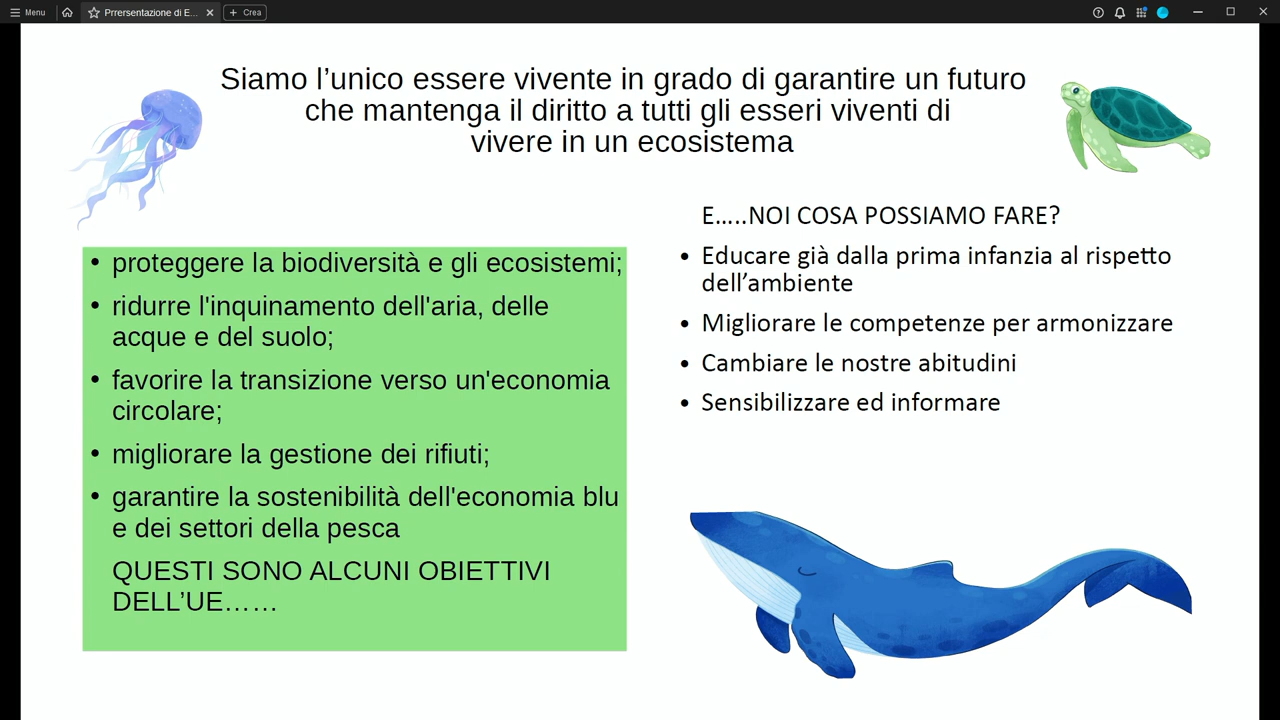 Menu
Prrersentazione di E...
Crea
Siamo l’unico essere vivente in grado di garantire un futuro
che mantenga il diritto a tutti gli esseri viventi di
vivere in un ecosistema
• proteggere la biodiversità e gli ecosistemi;
• ridurre l'inquinamento dell'aria, delle
acque e del suolo;
• favorire la transizione verso un'economia
circolare;
• migliorare la gestione dei rifiuti;
• garantire la sostenibilità dell'economia blu
e dei settori della pesca
QUESTI SONO ALCUNI OBIETTIVI
DELL’UE……
E…..NOI COSA POSSIAMO FARE?
• Educare già dalla prima infanzia al rispetto
dell’ambiente
• Migliorare le competenze per armonizzare
• Cambiare le nostre abitudini
• Sensibilizzare ed informare